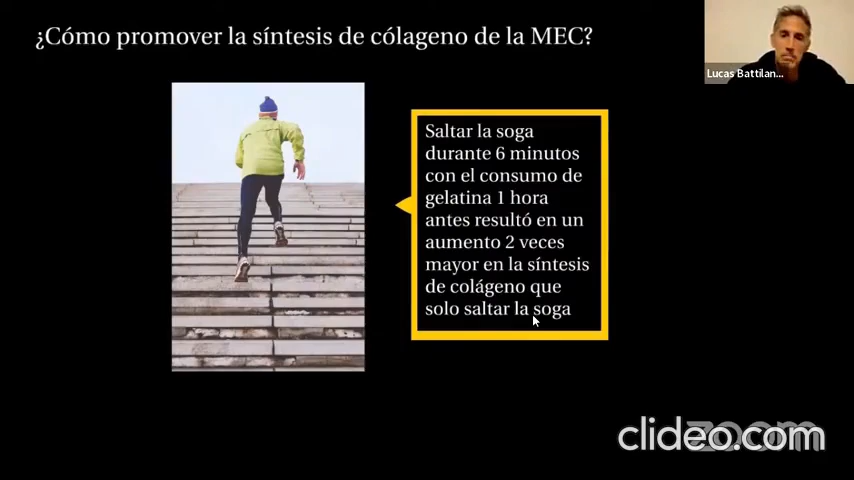 ¿Cómo promover la síntesis de cólageno de la MEC?
Lucas Battilan...
Saltar la soga
durante 6 minutos
con el consumo de
gelatina 1 hora
antes resultó en un
aumento 2 veces
mayor en la síntesis
de colágeno que
solo saltar la soga
zoom
clideo.com